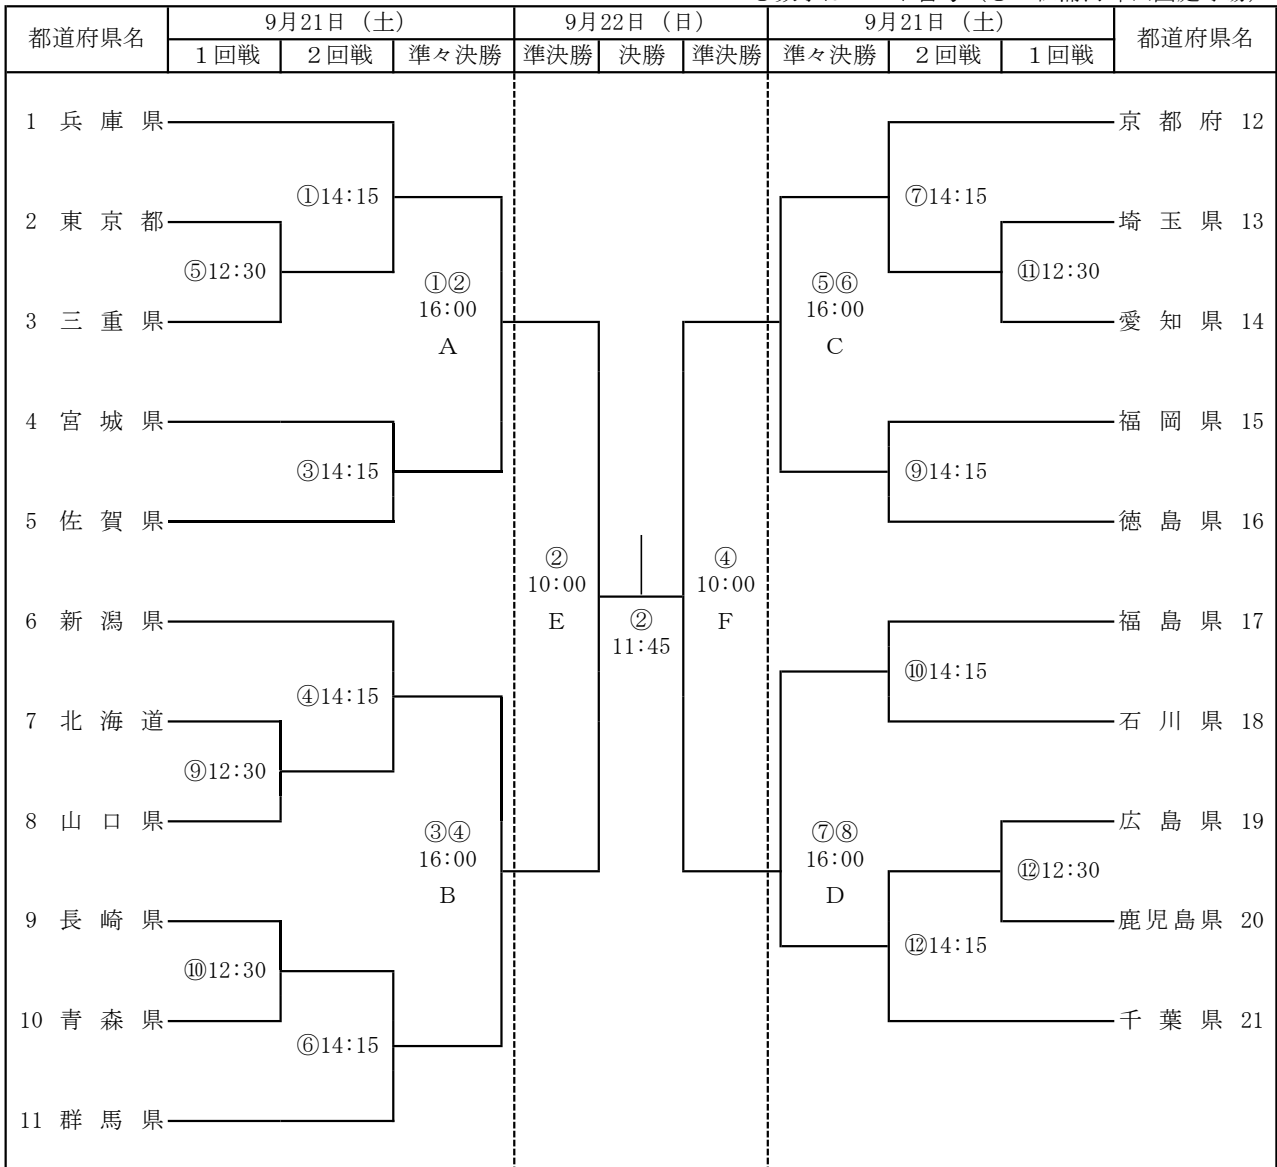 都道府県名 9月21日（土） 9月22日（日） 9月21日（土） 都道府県名
１回戦 ２回戦 準々決勝 準決勝 決勝 準決勝 準々決勝 ２回戦 １回戦
1 兵庫県 京都府 12
①14:15 ⑦14:15
2 東京都 埼玉県 13
⑤12:30 ①② ⑤⑥ ⑪12:30
16:00 16:00
3 三重県 愛知県 14
A C
4 宮城県 福岡県 15
③14:15 ⑨14:15
5 佐賀県 徳島県 16
② ④
10:00 10:00
6 新潟県 E ② F 福島県 17
11:45
④14:15 ⑩14:15
7 北海道 石川県 18
⑨12:30
8 山口県 ③④ ⑦⑧ 広島県 19
16:00 16:00 ⑫12:30
B D
9 長崎県 鹿児島県 20
⑩12:30 ⑫14:15
10 青森県 千葉県 21
⑥14:15
11 群馬県